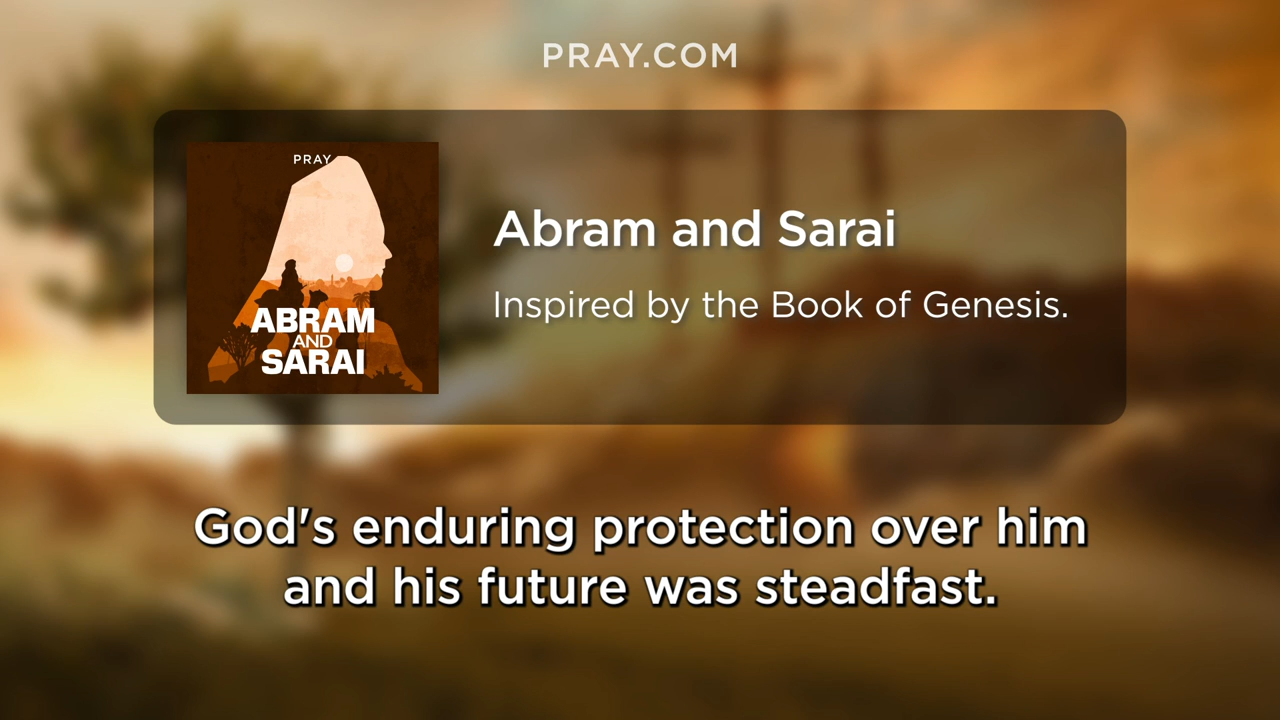 PRAY.COM
PRAY
ABRAM
AND
SARAI
Abram and Sarai
Inspired by the Book of Genesis.
God's enduring protection over him
and his future was steadfast.